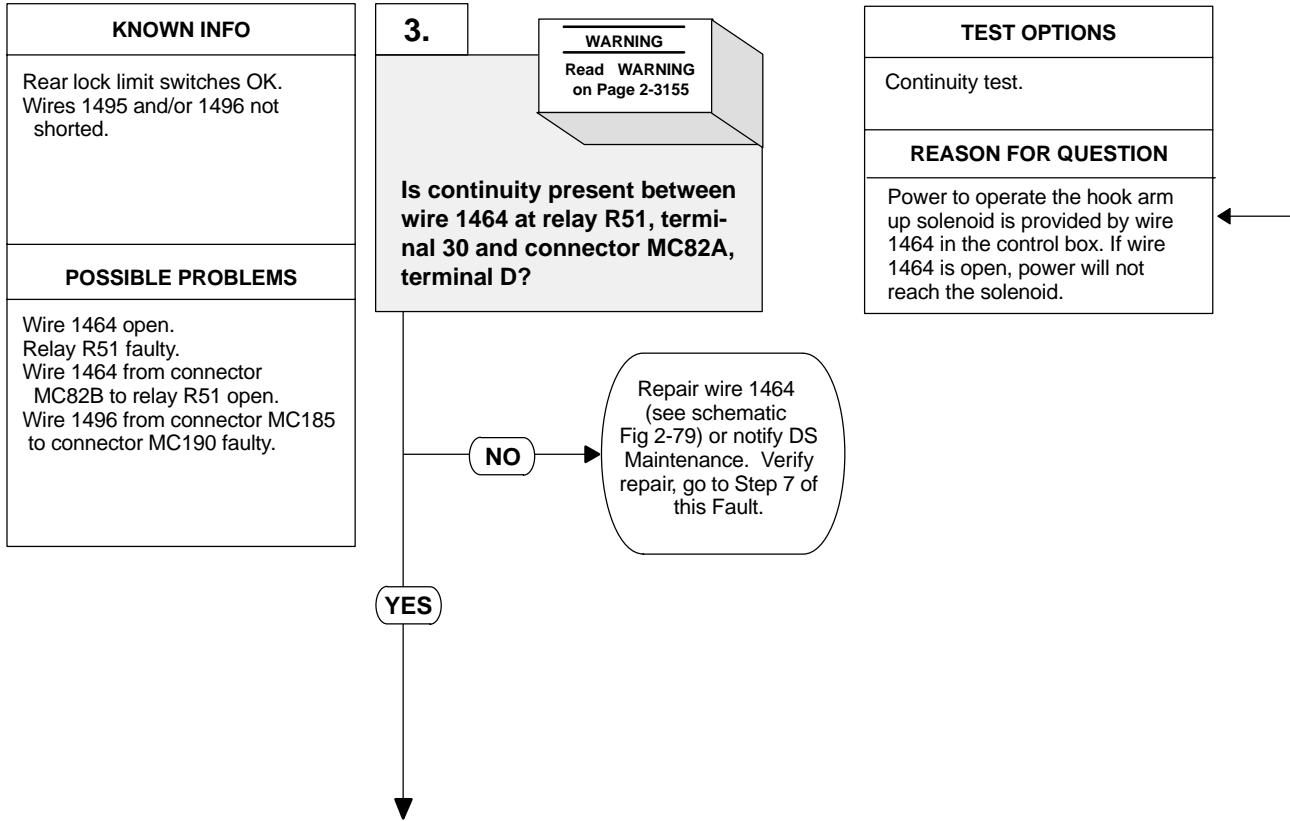 KNOWN INFO
Rear lock limit switches OK.
Wires 1495 and/or 1496 not
shorted.
POSSIBLE PROBLEMS
Wire 1464 open.
Relay R51 faulty.
Wire 1464 from connector
MC82B to relay R51 open.
Wire 1496 from connector MC185
to connector MC190 faulty.
3.
WARNING
Read WARNING
on Page 2-3155
Is continuity present between
wire 1464 at relay R51, termi-
nal 30 and connector MC82A,
terminal D?
NO
Repair wire 1464
(see schematic
Fig 2-79) or notify DS
Maintenance. Verify
repair, go to Step 7 of
this Fault.
YES
TEST OPTIONS
Continuity test.
REASON FOR QUESTION
Power to operate the hook arm
up solenoid is provided by wire
1464 in the control box. If wire
1464 is open, power will not
reach the solenoid.